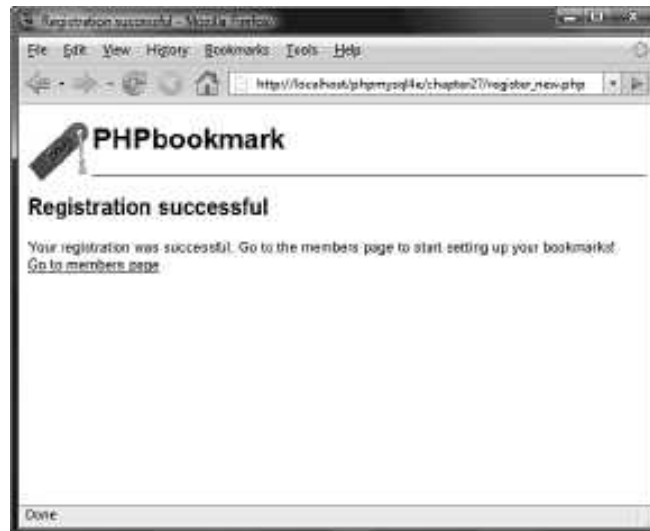 Registration successful - Mozilla Firefox
File Edit View History Bookmarks Tools Help
http://localhost/phpmysql4e/chapter27/register_new.php
PHPbookmark
Registration successful
Your registration was successful. Go to the members page to start setting up your bookmarks!
Go to members page
Done